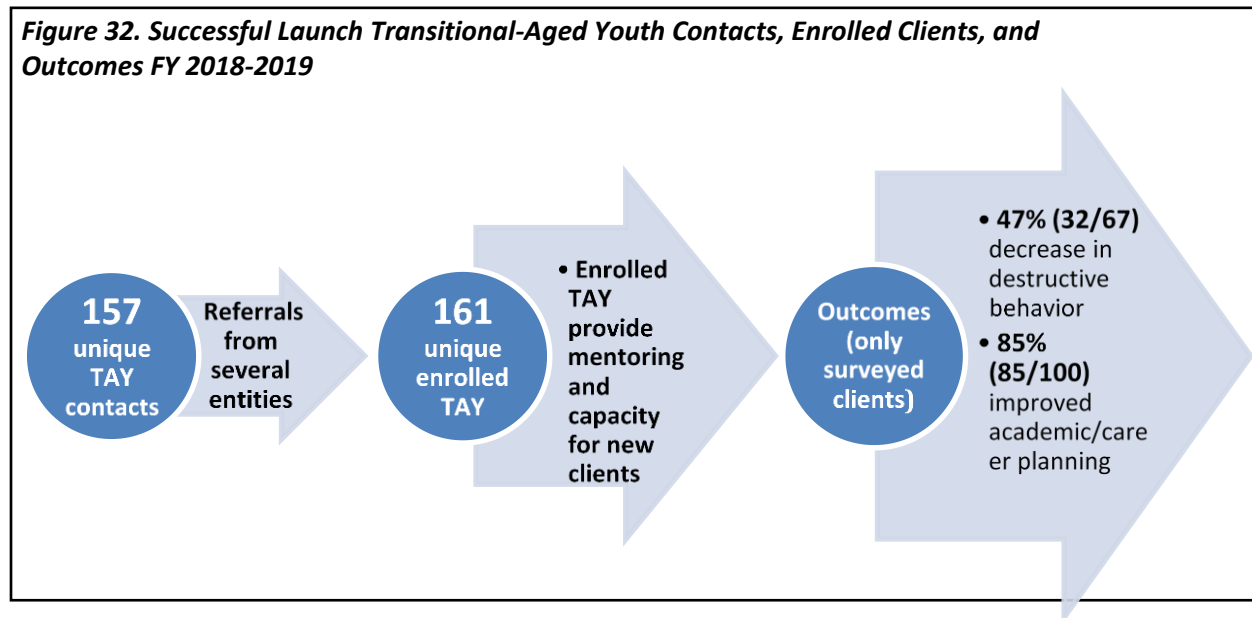 Figure 32. Successful Launch Transitional-Aged Youth Contacts, Enrolled Clients, and
Outcomes FY 2018-2019
157
unique
TAY
contacts
Referrals
from
several
entities
161
unique
enrolled
TAY
• Enrolled
TAY
provide
mentoring
and
capacity
for new
clients
Outcomes
(only
surveyed
clients)
• 47% (32/67)
decrease in
destructive
behavior
• 85%
(85/100)
improved
academic/care
er planning